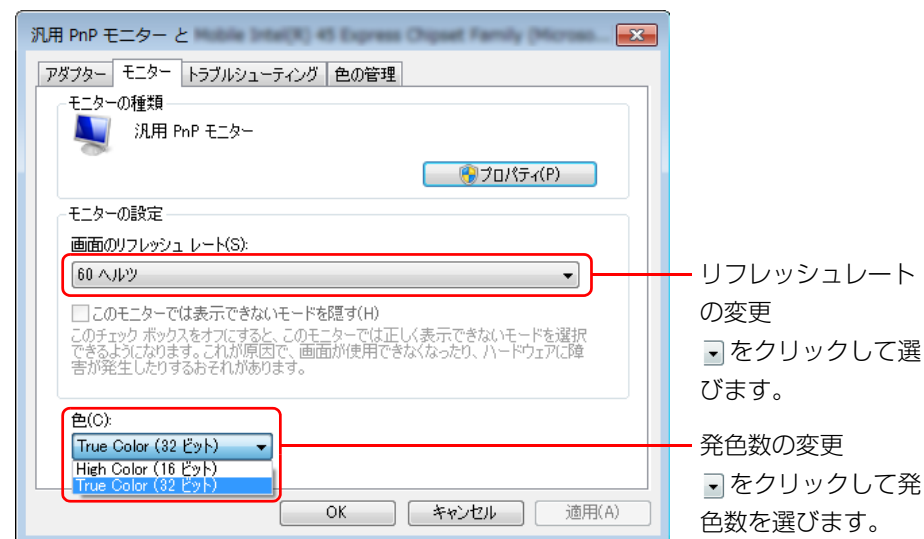 汎用 PnP モニター と Mobile Intel(R) 45 Express Chipset Family (Microso...
アダプター モニター トラブルシューティング 色の管理
モニターの種類
汎用 PnP モニター
プロパティ(P)
モニターの設定
画面のリフレッシュ レート(S):
60 ヘルツ
このモニターでは表示できないモードを隠す(H)
このチェック ボックスをオフにすると、このモニターでは正しく表示できないモードを選択
できるようになります。これが原因で、画面が使用できなくなったり、ハードウェアに障
害が発生したりするおそれがあります。
色(C):
True Color (32 ビット)
High Color (16 ビット)
True Color (32 ビット)
OK キャンセル 適用(A)
リフレッシュレート
の変更
をクリックして選
びます。
発色数の変更
をクリックして発
色数を選びます。